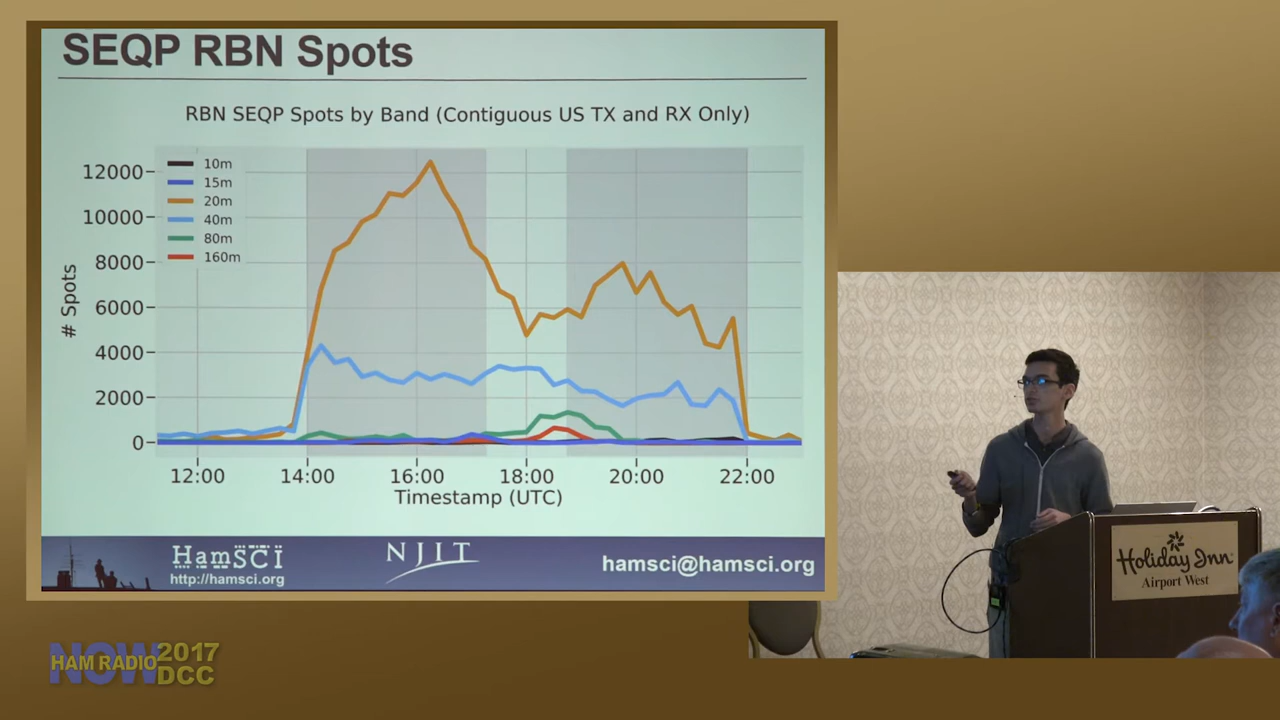 SEQP RBN Spots
RBN SEQP Spots by Band (Contiguous US TX and RX Only)
10m
15m
20m
40m
80m
160m
# Spots
12000
10000
8000
6000
4000
2000
0
12:00 14:00 16:00 18:00 20:00 22:00
Timestamp (UTC)
HamSCI
http://hamsci.org
NJIT
hamsci@hamsci.org
Holiday Inn
Airport West
NOW
HAM RADIO 2017
DCC